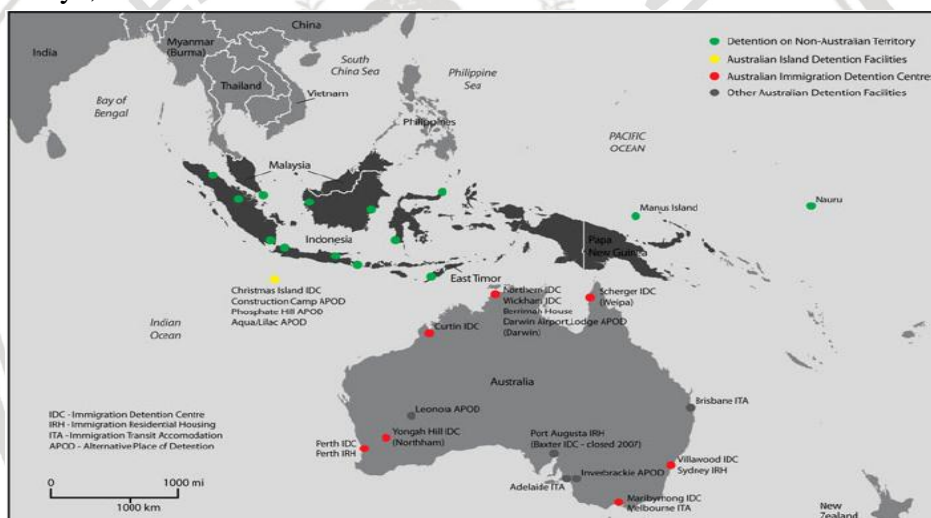 China
India
Myanmar
(Burma)
South
China Sea
Philippine
Sea
Detention on Non-Australian Territory
Australian Island Detention Facilities
Australian Immigration Detention Centres
Other Australian Detention Facilities
Thailand
Vietnam
Bay of
Bengal
Philippines
PACIFIC
OCEAN
Malaysia
Nauru
Manus Island
Indonesia
Papua
New Guinea
East Timor
Christmas Island IDC
Construction Camp APOD
Phosphate Hill APOD
Aqua/Lilac APOD
Northern IDC
Wickham IDC
Berrimah House
Darwin Airport Lodge APOD
(Darwin)
Scherger IDC
(Weipa)
Indian
Ocean
Curtin IDC
Australia
Leonora APOD
Brisbane ITA
IDC - Immigration Detention Centre
IRH - Immigration Residential Housing
ITA - Immigration Transit Accomodation
APOD - Alternative Place of Detention
Yongah Hill IDC
(Northham)
Port Augusta IRH
(Baxter IDC - closed 2007)
Perth IDC
Perth IRH
Villawood IDC
Sydney IRH
Inverbrackie APOD
Adelaide ITA
Maribyrnong IDC
Melbourne ITA
1000 mi
1000 km
New
Zealand